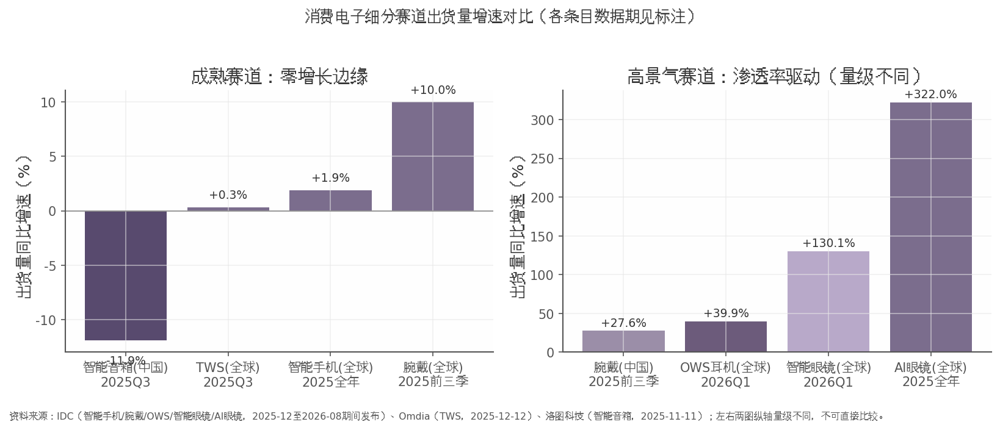 消费电子细分赛道出货量增速对比（各条目数据期见标注）
成熟赛道：零增长边缘
出货量同比增速（%）
10
5
0
-5
-10
-11.9%
+0.3%
+1.9%
+10.0%
智能音箱(中国)
2025Q3
TWS(全球)
2025Q3
智能手机(全球)
2025全年
腕戴(全球)
2025前三季
高景气赛道：渗透率驱动（量级不同）
出货量同比增速（%）
300
250
200
150
100
50
0
+27.6%
+39.9%
+130.1%
+322.0%
腕戴(中国)
2025前三季
OWS耳机(全球)
2026Q1
智能眼镜(全球)
2026Q1
AI眼镜(全球)
2025全年
资料来源：IDC（智能手机/腕戴/OWS/智能眼镜/AI眼镜，2025-12至2026-08期间发布）、Omdia（TWS，2025-12-12）、洛图科技（智能音箱，2025-11-11）；左右两图纵轴量级不同，不可直接比较。